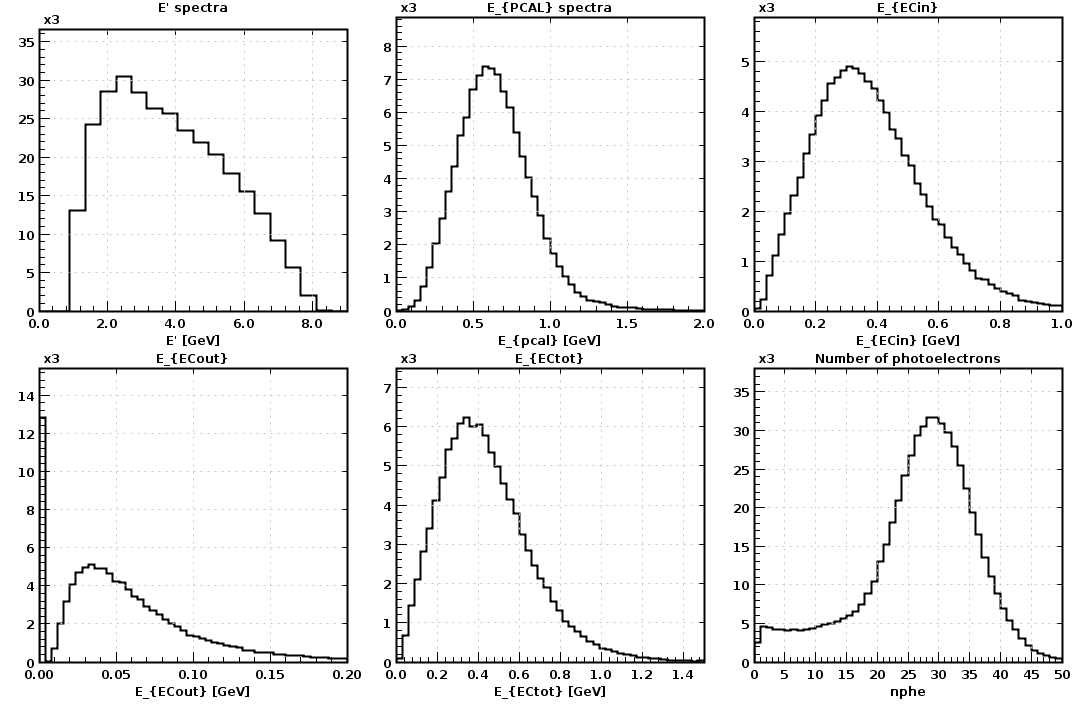 E' spectra
x3
35
30
25
20
15
10
5
0
0.0 2.0 4.0 6.0 8.0
E' [GeV]
E_{PCAL} spectra
x3
8
7
6
5
4
3
2
1
0
0.0 0.5 1.0 1.5 2.0
E_{pcal} [GeV]
E_{ECin}
x3
5
4
3
2
1
0
0.0 0.2 0.4 0.6 0.8 1.0
E_{ECin} [GeV]
E_{ECout}
x3
14
12
10
8
6
4
2
0
0.00 0.05 0.10 0.15 0.20
E_{ECout} [GeV]
E_{ECtot}
x3
7
6
5
4
3
2
1
0
0.0 0.2 0.4 0.6 0.8 1.0 1.2 1.4
E_{ECtot} [GeV]
Number of photoelectrons
x3
35
30
25
20
15
10
5
0
0 5 10 15 20 25 30 35 40 45 50
nphe